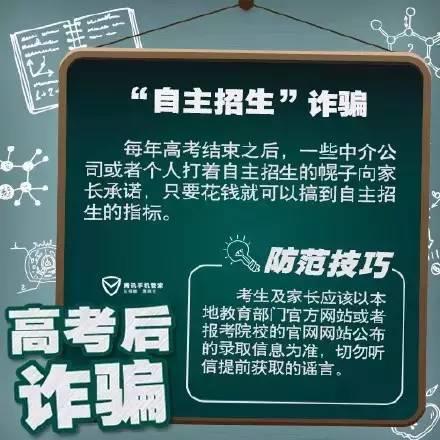 “自主招生”诈骗
每年高考结束之后，一些中介公
司或者个人打着自主招生的幌子向家
长承诺，只要花钱就可以搞到自主招
生的指标。
防范技巧
腾讯手机管家
考生及家长应该以本
地教育部门官方网站或者
报考院校的官网网站公布
的录取信息为准，切勿听
信提前获取的谣言。
高考后
诈骗